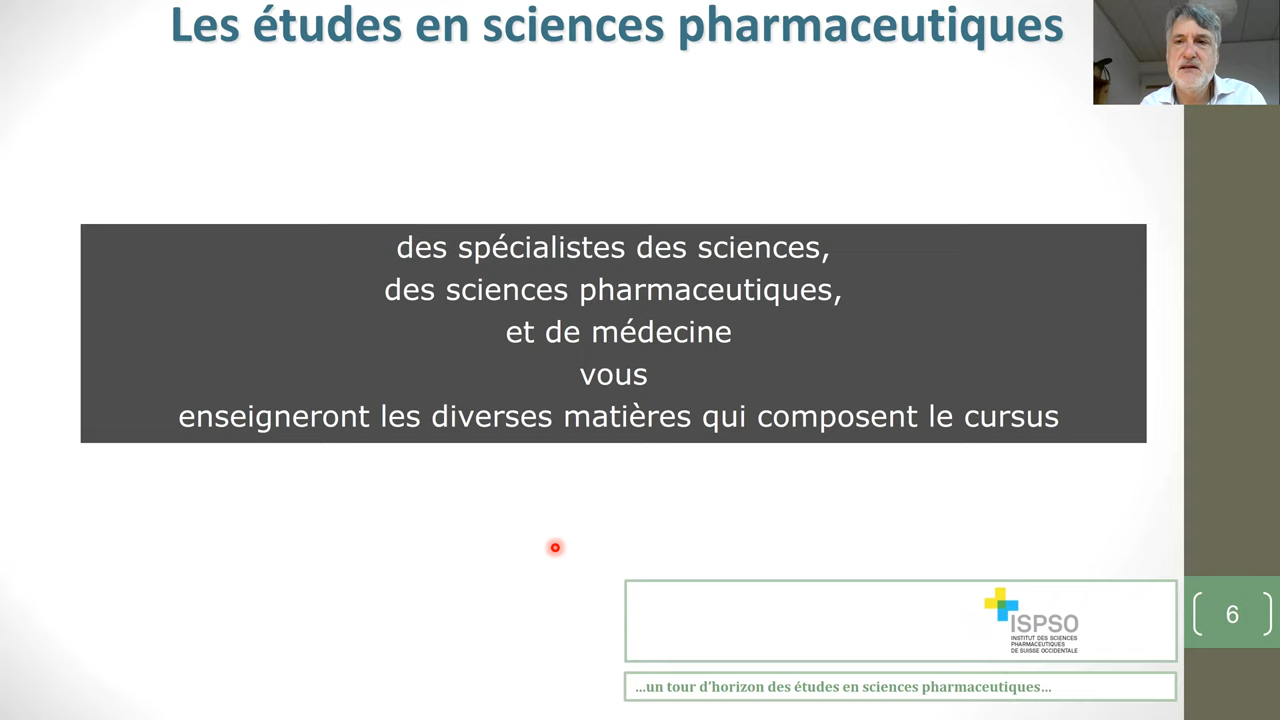 Les études en sciences pharmaceutiques
des spécialistes des sciences,
des sciences pharmaceutiques,
et de médecine
vous
enseigneront les diverses matières qui composent le cursus
6
ISPSO
INSTITUT DES SCIENCES
PHARMACEUTIQUES
DE SUISSE OCCIDENTALE
...un tour d'horizon des études en sciences pharmaceutiques...